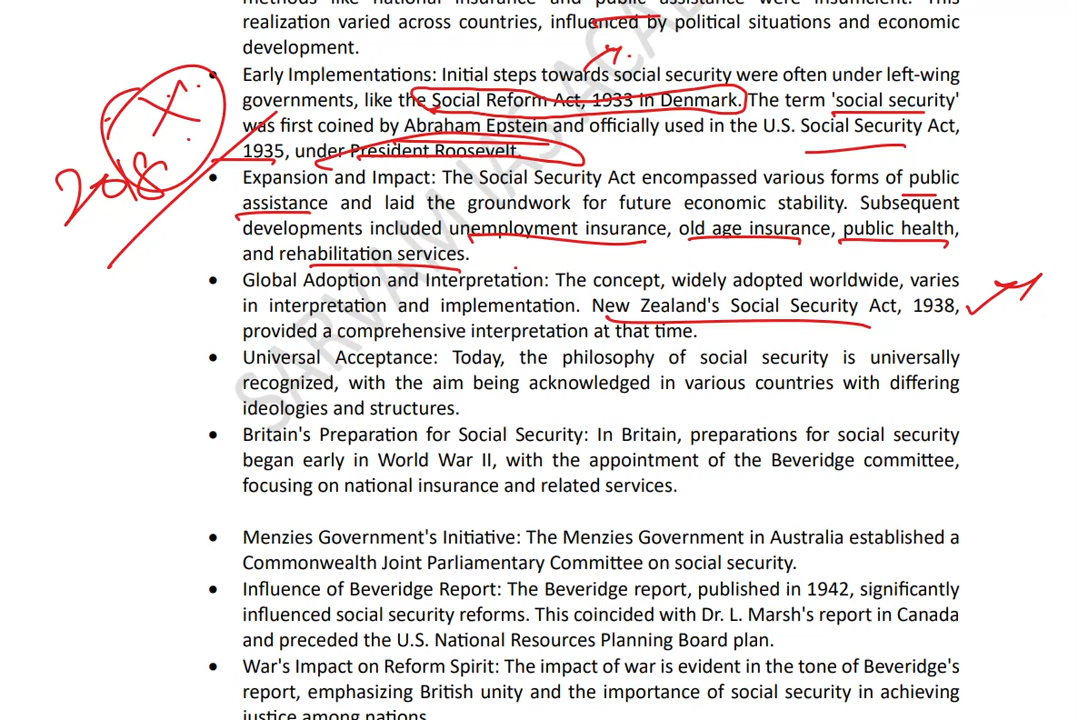 methods like national insurance and public assistance were insufficient. This
realization varied across countries, influenced by political situations and economic
development.
• Early Implementations: Initial steps towards social security were often under left-wing
governments, like the Social Reform Act, 1933 in Denmark. The term 'social security'
was first coined by Abraham Epstein and officially used in the U.S. Social Security Act,
1935, under President Roosevelt.
2018
• Expansion and Impact: The Social Security Act encompassed various forms of public
assistance and laid the groundwork for future economic stability. Subsequent
developments included unemployment insurance, old age insurance, public health,
and rehabilitation services.
• Global Adoption and Interpretation: The concept, widely adopted worldwide, varies
in interpretation and implementation. New Zealand's Social Security Act, 1938,
provided a comprehensive interpretation at that time.
• Universal Acceptance: Today, the philosophy of social security is universally
recognized, with the aim being acknowledged in various countries with differing
ideologies and structures.
• Britain's Preparation for Social Security: In Britain, preparations for social security
began early in World War II, with the appointment of the Beveridge committee,
focusing on national insurance and related services.
• Menzies Government's Initiative: The Menzies Government in Australia established a
Commonwealth Joint Parliamentary Committee on social security.
• Influence of Beveridge Report: The Beveridge report, published in 1942, significantly
influenced social security reforms. This coincided with Dr. L. Marsh's report in Canada
and preceded the U.S. National Resources Planning Board plan.
• War's Impact on Reform Spirit: The impact of war is evident in the tone of Beveridge's
report, emphasizing British unity and the importance of social security in achieving
justice among nations.
SARVAM IAS ACAD